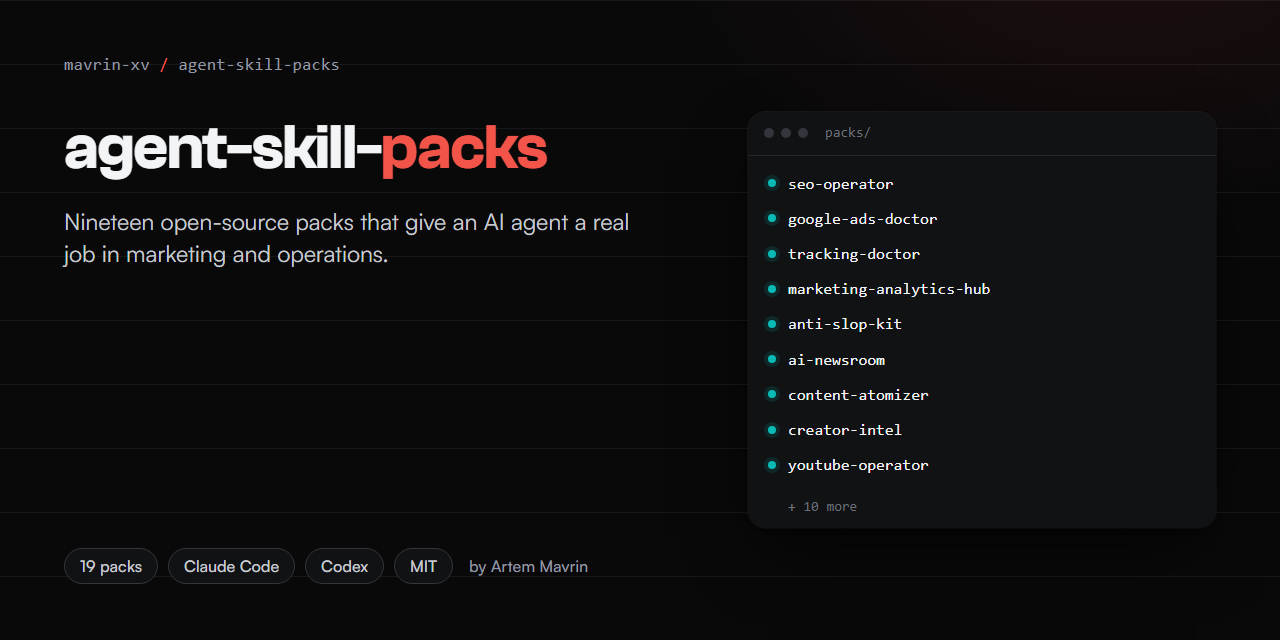 mavrin-xv / agent-skill-packs
agent-skill-packs
Nineteen open-source packs that give an AI agent a real
job in marketing and operations.
19 packs
Claude Code
Codex
MIT
by Artem Mavrin
packs/
seo-operator
google-ads-doctor
tracking-doctor
marketing-analytics-hub
anti-slop-kit
ai-newsroom
content-atomizer
creator-intel
youtube-operator
+ 10 more